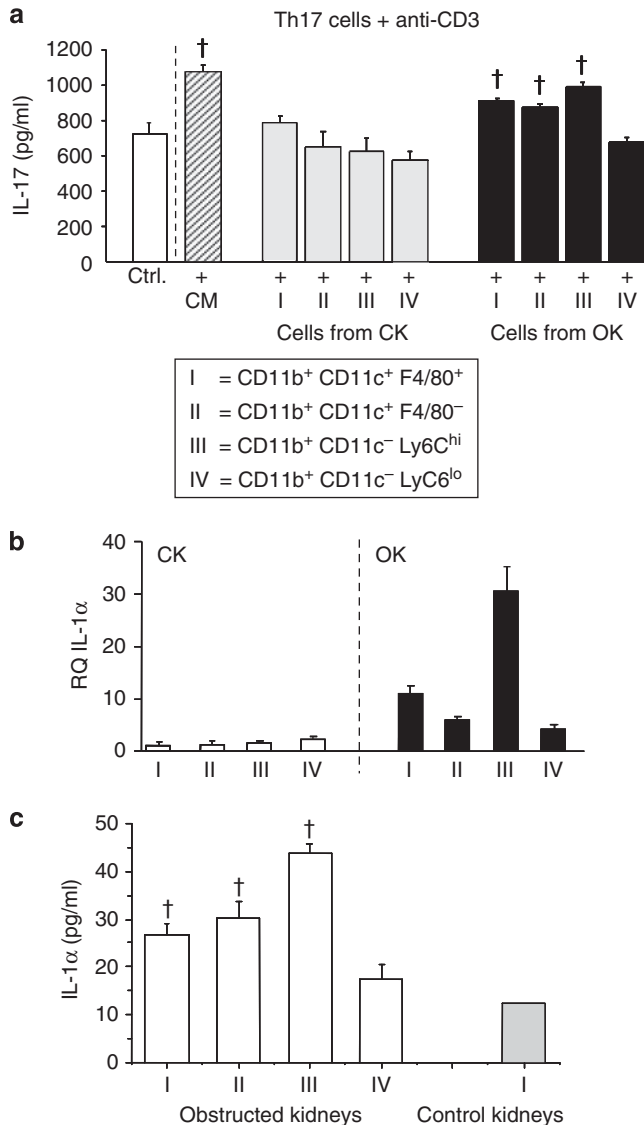 a
Th17 cells + anti-CD3
† † † †
IL-17 (pg/ml)
1200
1000
800
600
400
200
0
Ctrl. + + + + + + + + +
CM I II III IV I II III IV
Cells from CK Cells from OK
I = CD11b⁺ CD11c⁺ F4/80⁺
II = CD11b⁺ CD11c⁺ F4/80⁻
III = CD11b⁺ CD11c⁻ Ly6Cʰⁱ
IV = CD11b⁺ CD11c⁻ LyC6ˡᵒ
b
CK OK
RQ IL-1α
40
30
20
10
0
I II III IV I II III IV
c
† † †
IL-1α (pg/ml)
50
40
30
20
10
0
I II III IV I
Obstructed kidneys Control kidneys